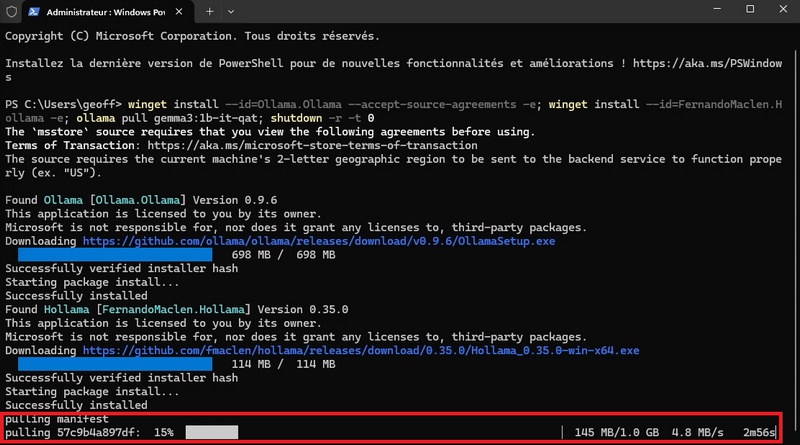 Administrateur : Windows Pov
Copyright (C) Microsoft Corporation. Tous droits réservés.
Installez la dernière version de PowerShell pour de nouvelles fonctionnalités et améliorations ! https://aka.ms/PSWindow
s
PS C:\Users\geoff> winget install --id=Ollama.Ollama --accept-source-agreements -e; winget install --id=FernandoMaclen.H
ollama -e; ollama pull gemma3:1b-it-qat; shutdown -r -t 0
The `msstore` source requires that you view the following agreements before using.
Terms of Transaction: https://aka.ms/microsoft-store-terms-of-transaction
The source requires the current machine's 2-letter geographic region to be sent to the backend service to function prope
rly (ex. "US").
Found Ollama [Ollama.Ollama] Version 0.9.6
This application is licensed to you by its owner.
Microsoft is not responsible for, nor does it grant any licenses to, third-party packages.
Downloading https://github.com/ollama/ollama/releases/download/v0.9.6/OllamaSetup.exe
698 MB / 698 MB
Successfully verified installer hash
Starting package install...
Successfully installed
Found Hollama [FernandoMaclen.Hollama] Version 0.35.0
This application is licensed to you by its owner.
Microsoft is not responsible for, nor does it grant any licenses to, third-party packages.
Downloading https://github.com/fmaclen/hollama/releases/download/0.35.0/Hollama_0.35.0-win-x64.exe
114 MB / 114 MB
Successfully verified installer hash
Starting package install...
Successfully installed
pulling manifest
pulling 57c9b4a897df: 15% 145 MB/1.0 GB 4.8 MB/s 2m56s